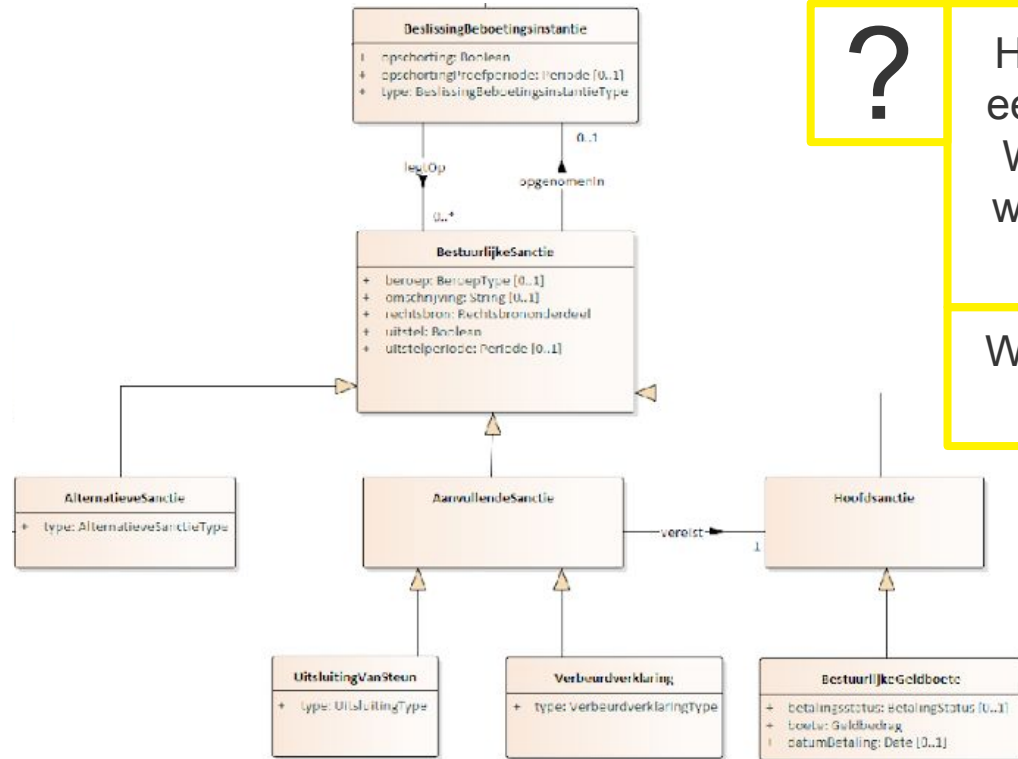 BeslissingBeboetingsinstantie
+ opschorting: Boolean
+ opschortingProefperiode: Periode [0..1]
+ type: BeslissingBeboetingsinstantieType
?
H
ee
W
w
W
0..1
legtOp
opgenomenIn
0..*
BestuurlijkeSanctie
+ beroep: BeroepType [0..1]
+ omschrijving: String [0..1]
+ rechtsbron: Rechtsbrononderdeel
+ uitstel: Boolean
+ uitstelperiode: Periode [0..1]
AlternatieveSanctie
+ type: AlternatieveSanctieType
AanvullendeSanctie
vereist
1
Hoofdsanctie
UitsluitingVanSteun
+ type: UitsluitingType
Verbeurdverklaring
+ type: VerbeurdverklaringType
BestuurlijkeGeldboete
+ betalingsstatus: BetalingStatus [0..1]
+ boete: Geldbedrag
+ datumBetaling: Date [0..1]